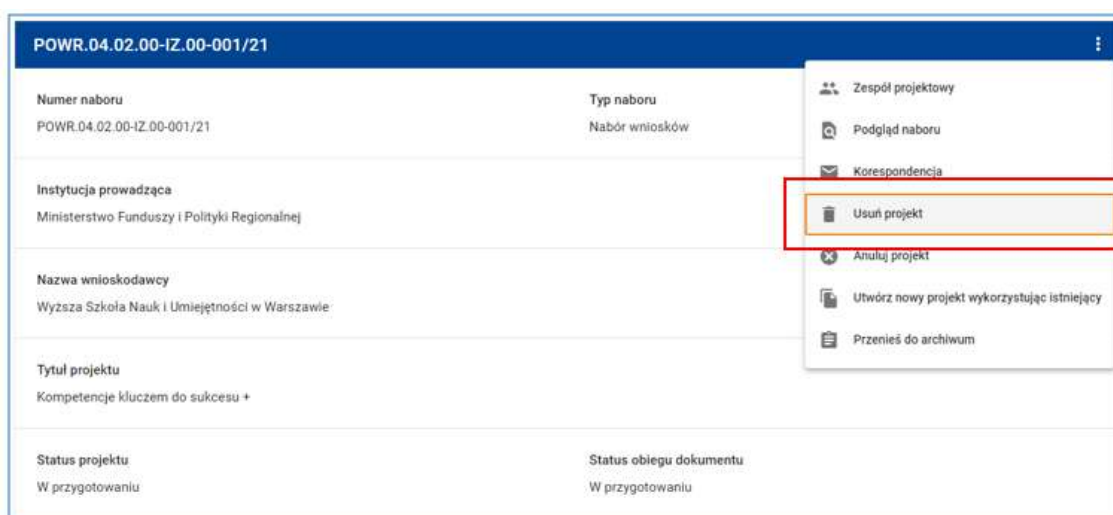 POWR.04.02.00-IZ.00-001/21
Zespół projektowy
Numer naboru
Typ naboru
POWR.04.02.00-IZ.00-001/21
Nabór wniosków
Podgląd naboru
Korespondencja
Instytucja prowadząca
Ministerstwo Funduszy i Polityki Regionalnej
Usuń projekt
Anuluj projekt
Nazwa wnioskodawcy
Wyższa Szkoła Nauk i Umiejętności w Warszawie
Utwórz nowy projekt wykorzystując istniejący
Przenieś do archiwum
Tytuł projektu
Kompetencje kluczem do sukcesu +
Status projektu
Status obiegu dokumentu
W przygotowaniu
W przygotowaniu